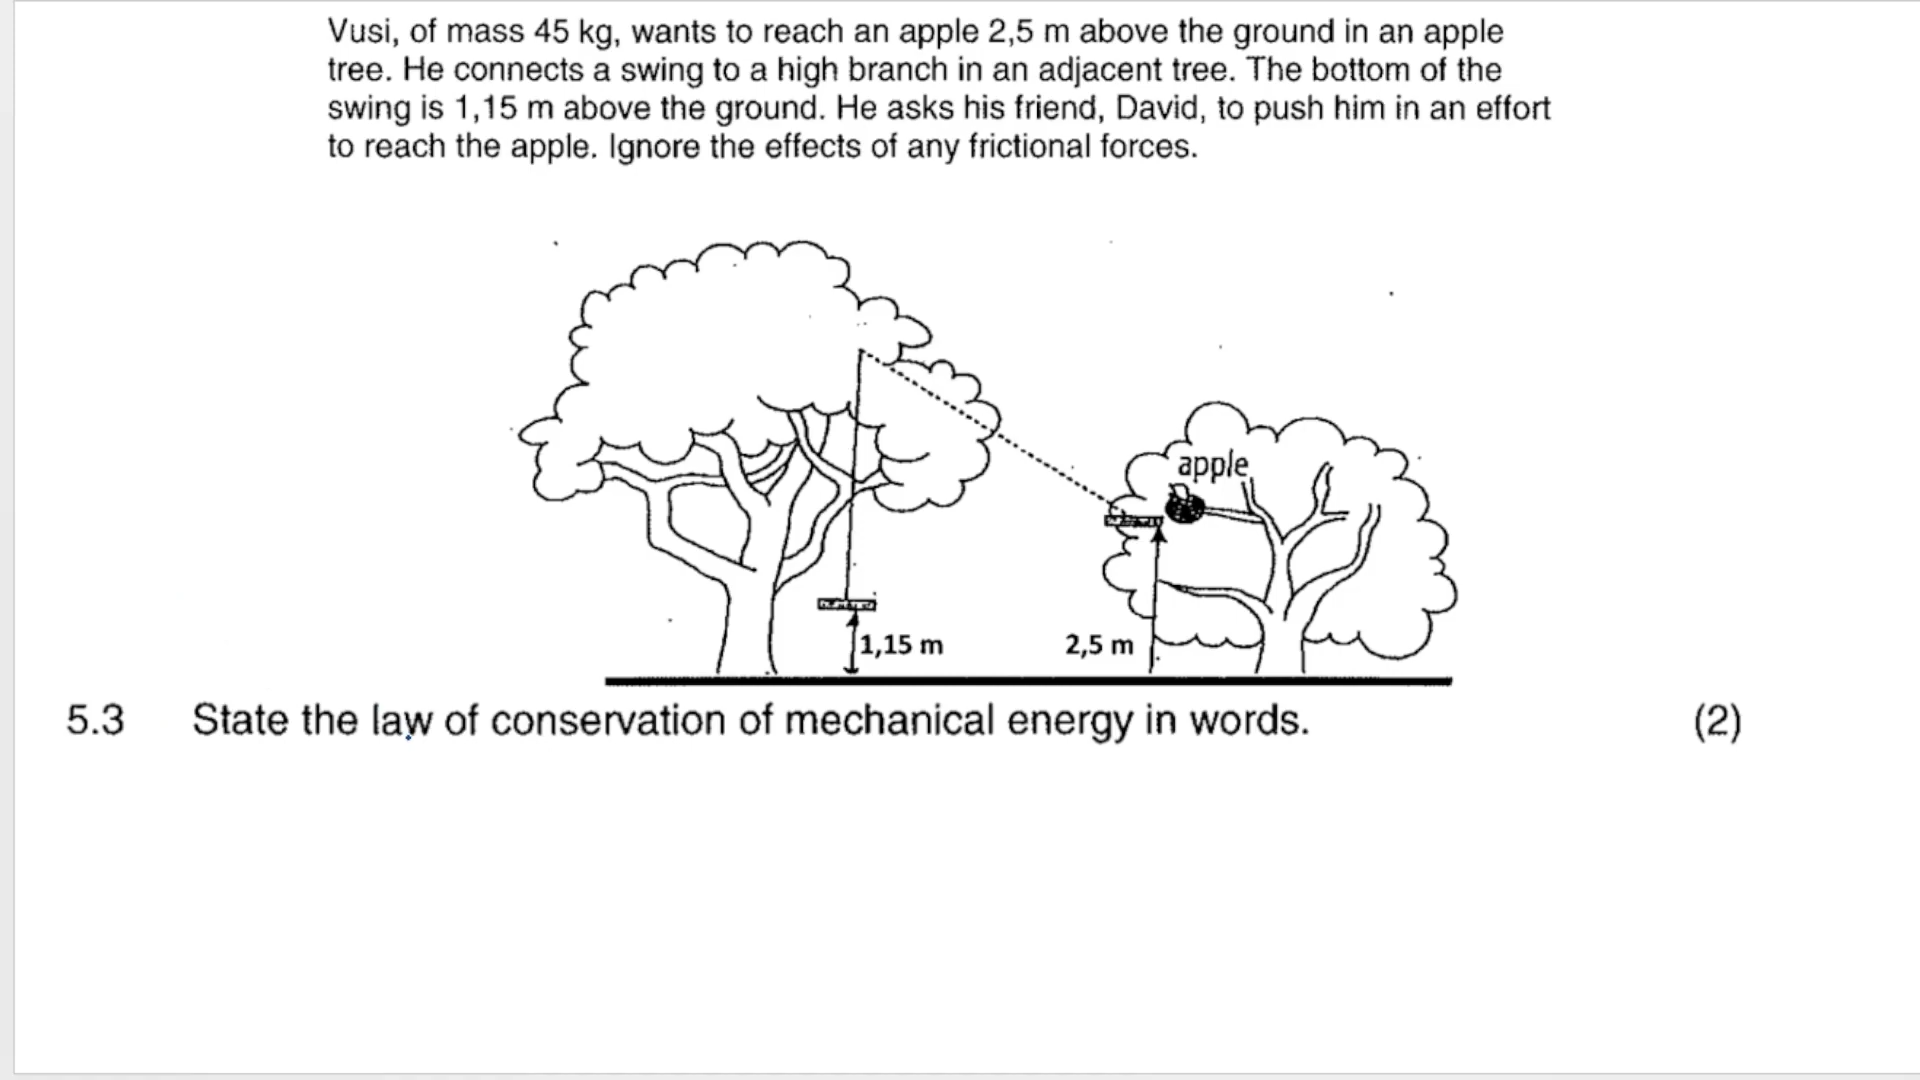 Vusi, of mass 45 kg, wants to reach an apple 2,5 m above the ground in an apple
tree. He connects a swing to a high branch in an adjacent tree. The bottom of the
swing is 1,15 m above the ground. He asks his friend, David, to push him in an effort
to reach the apple. Ignore the effects of any frictional forces.
apple
1,15 m
2,5 m
5.3 State the law of conservation of mechanical energy in words. (2)